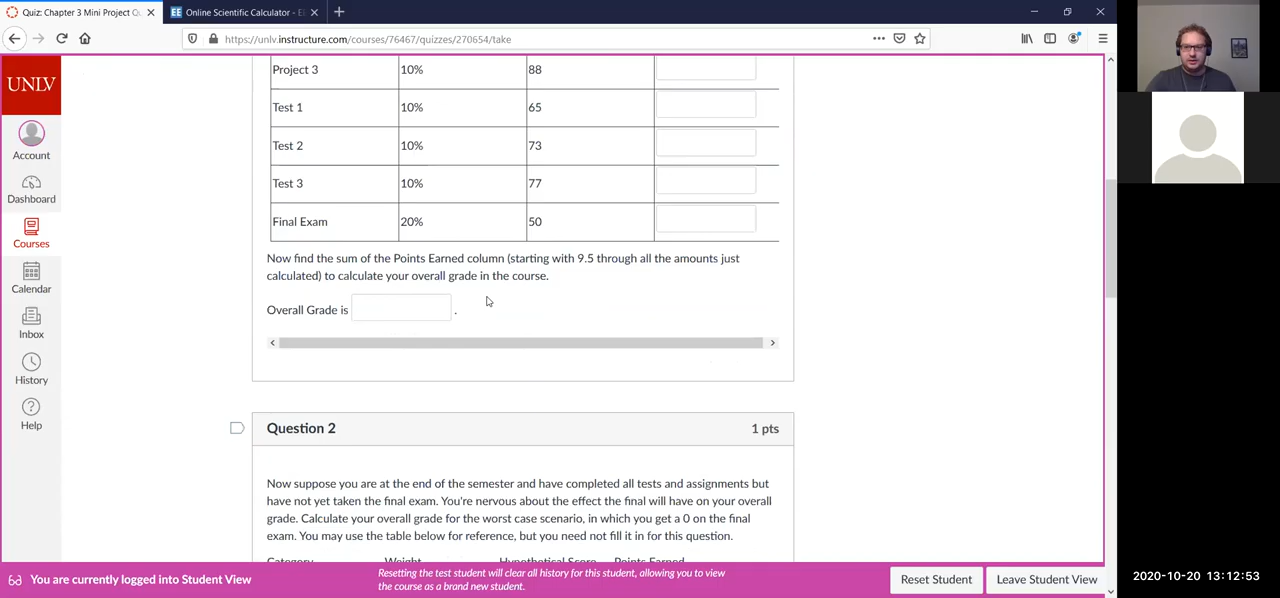 Quiz: Chapter 3 Mini Project Qu
EE Online Scientific Calculator - E
https://unlv.instructure.com/courses/76467/quizzes/270654/take
UNLV
Account
Dashboard
Courses
Calendar
Inbox
History
Help
Project 3 10% 88
Test 1 10% 65
Test 2 10% 73
Test 3 10% 77
Final Exam 20% 50
Now find the sum of the Points Earned column (starting with 9.5 through all the amounts just
calculated) to calculate your overall grade in the course.
Overall Grade is .
Question 2 1 pts
Now suppose you are at the end of the semester and have completed all tests and assignments but
have not yet taken the final exam. You're nervous about the effect the final will have on your overall
grade. Calculate your overall grade for the worst case scenario, in which you get a 0 on the final
exam. You may use the table below for reference, but you need not fill it in for this question.
Category Weight Hypothetical Score Points Earned
You are currently logged into Student View
Resetting the test student will clear all history for this student, allowing you to view
the course as a brand new student.
Reset Student
Leave Student View
2020-10-20 13:12:53